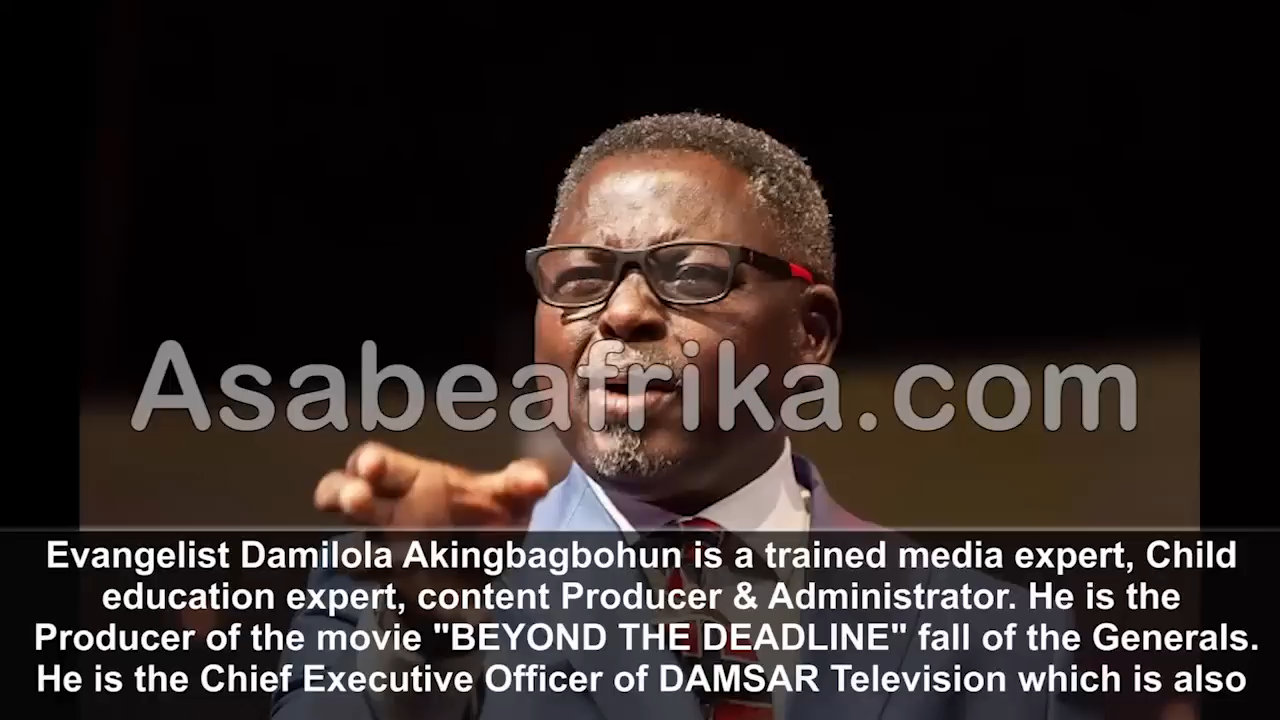 Asabeafrika.com
Evangelist Damilola Akingbagbohun is a trained media expert, Child
education expert, content Producer & Administrator. He is the
Producer of the movie "BEYOND THE DEADLINE" fall of the Generals.
He is the Chief Executive Officer of DAMSAR Television which is also